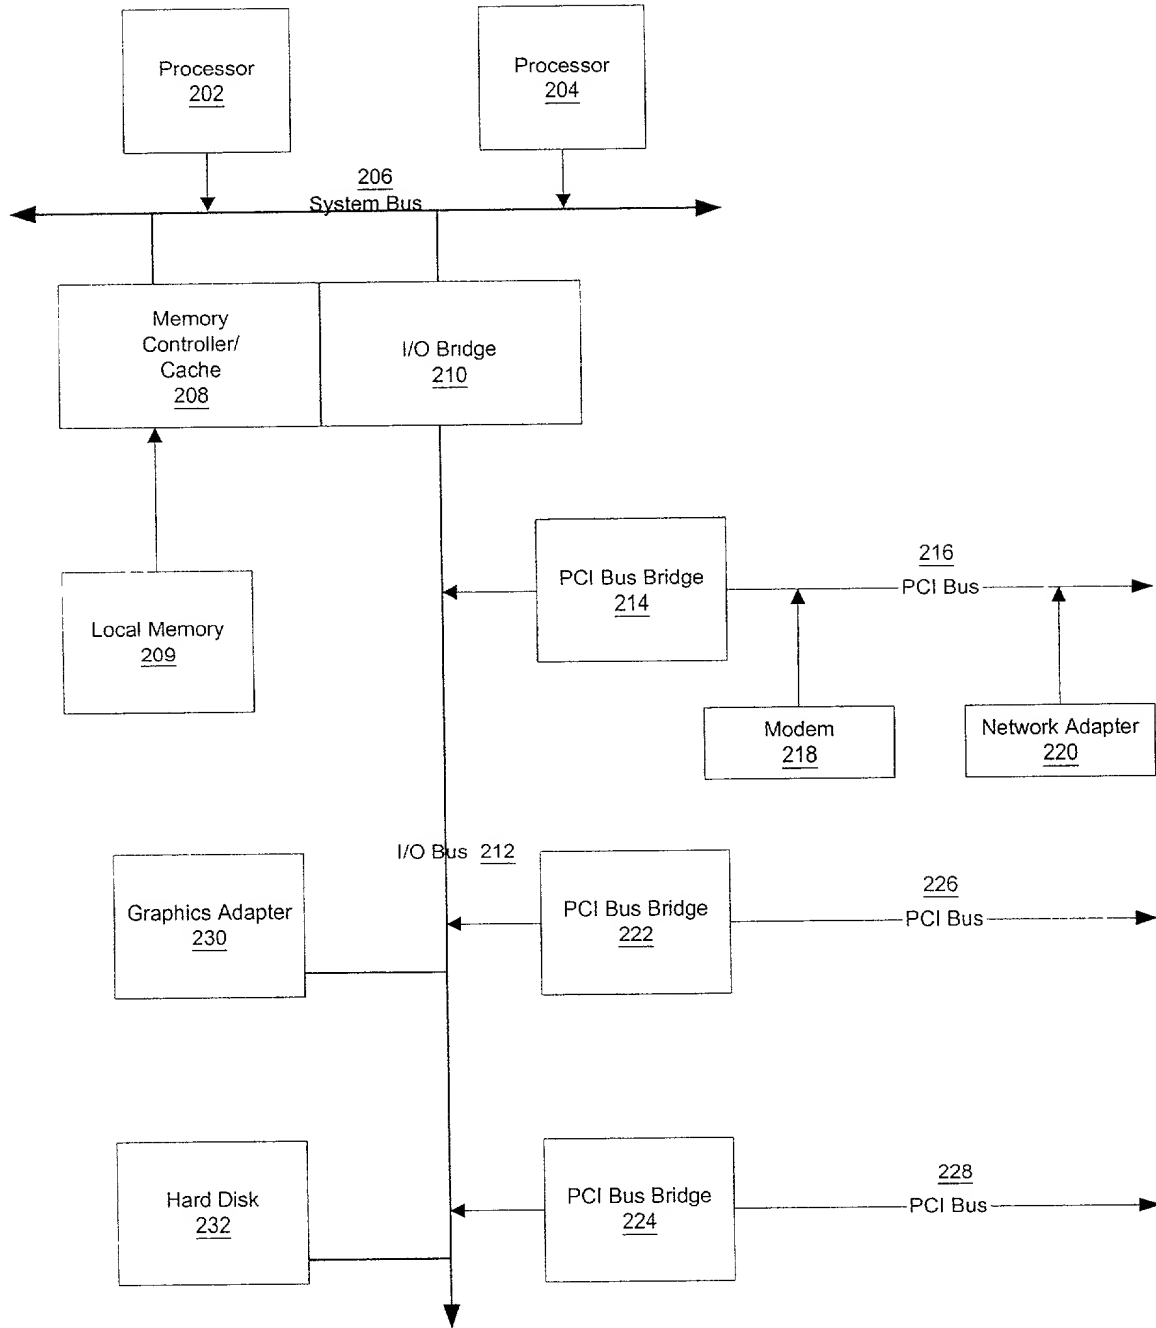 Processor
202
Processor
204
206
System Bus
Memory
Controller/
Cache
208
I/O Bridge
210
PCI Bus Bridge
214
216
PCI Bus
Local Memory
209
Modem
218
Network Adapter
220
I/O Bus 212
Graphics Adapter
230
PCI Bus Bridge
222
226
PCI Bus
Hard Disk
232
PCI Bus Bridge
224
228
PCI Bus